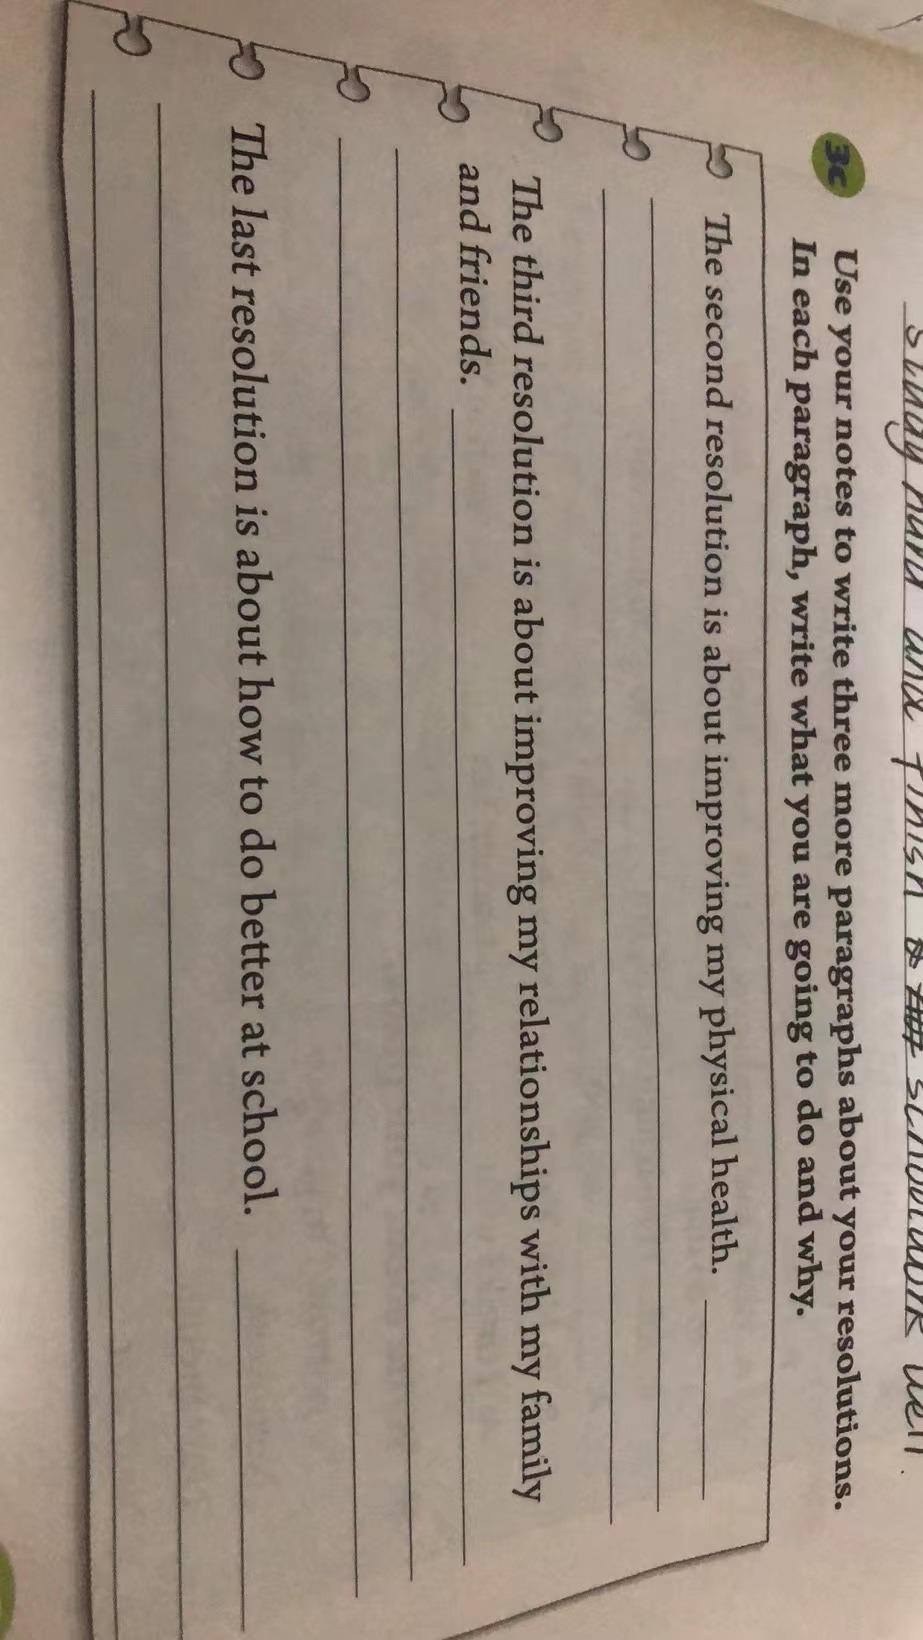 study hard and finish schoolwork well.
3c
Use your notes to write three more paragraphs about your resolutions.
In each paragraph, write what you are going to do and why.
The second resolution is about improving my physical health.
The third resolution is about improving my relationships with my family
and friends.
The last resolution is about how to do better at school.